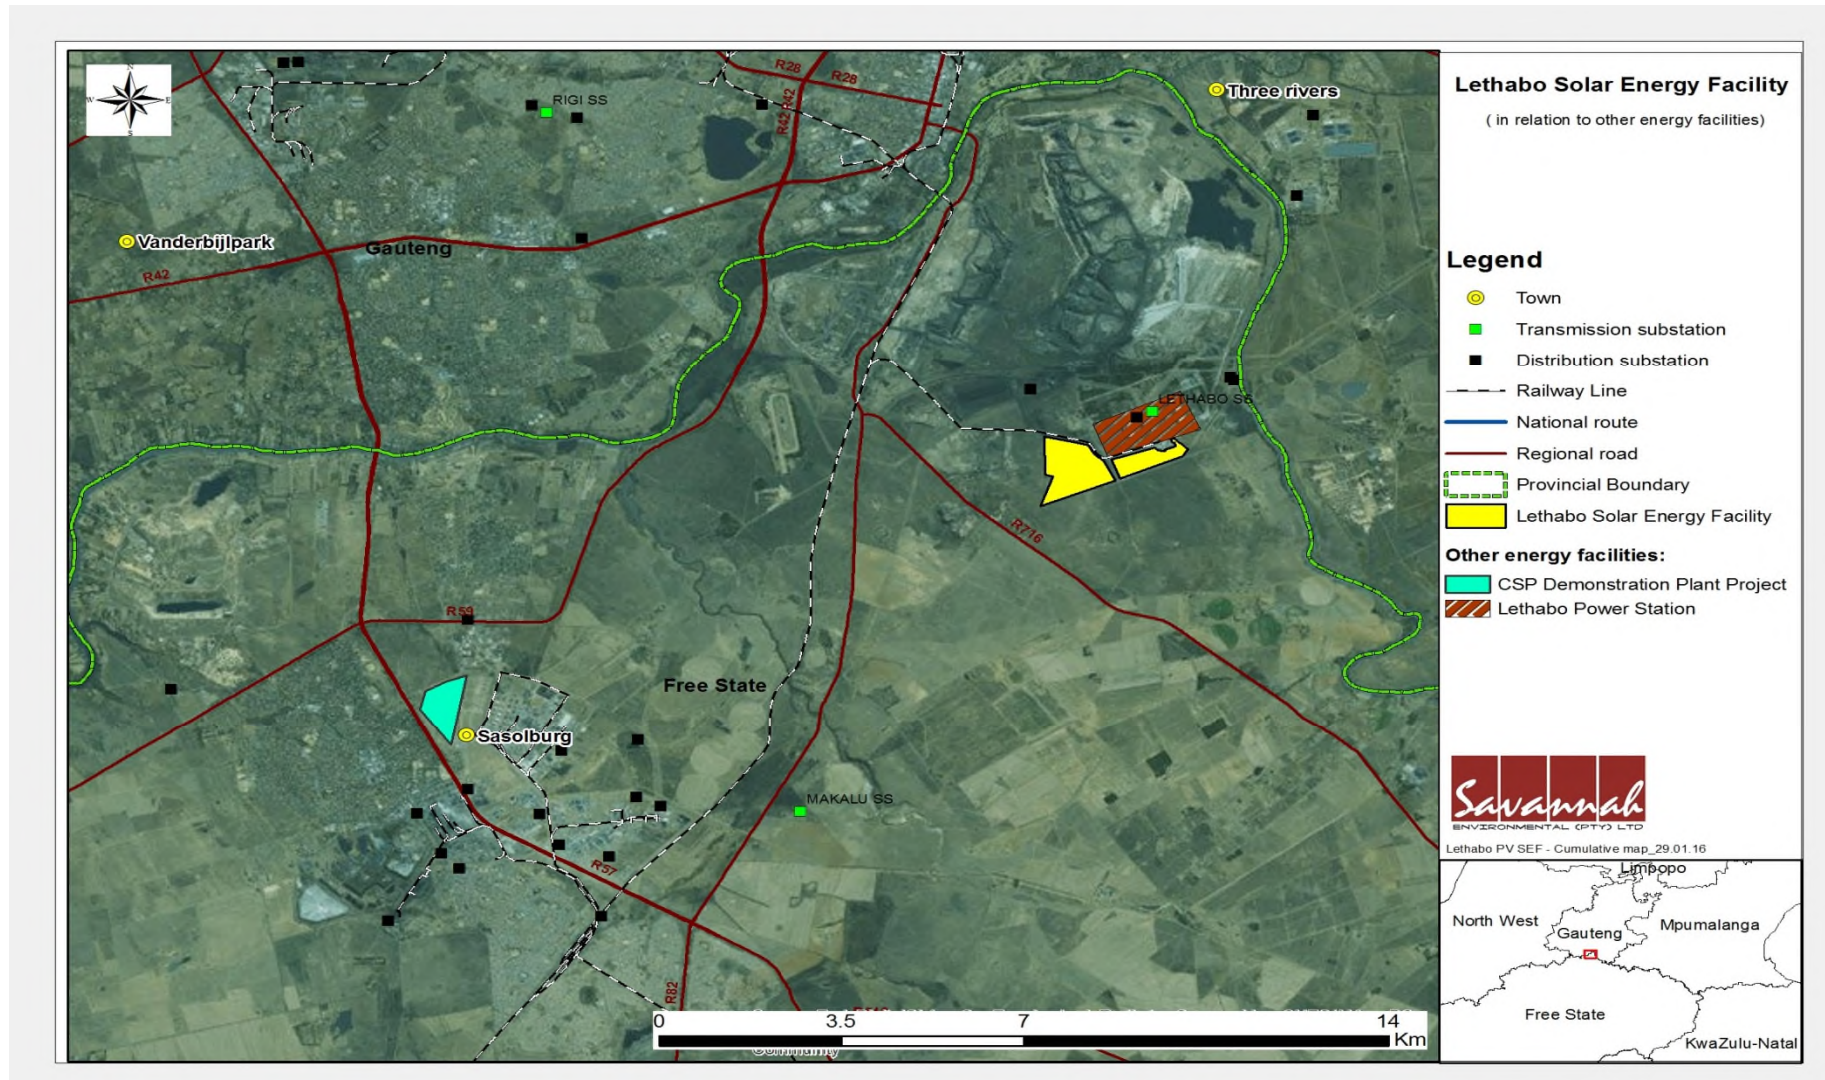 Lethabo Solar Energy Facility
( in relation to other energy facilities)
N
W
E
S
RIGI SS
R28
R28
R42
R42
Three rivers
Vanderbijlpark
R42
Gauteng
LETHABO SS
R716
R59
Free State
Sasolburg
MAKALU SS
R57
R82
Community
0
3.5
7
14
Km
Legend
Town
Transmission substation
Distribution substation
Railway Line
National route
Regional road
Provincial Boundary
Lethabo Solar Energy Facility
Other energy facilities:
CSP Demonstration Plant Project
Lethabo Power Station
Savannah
ENVIRONMENTAL (PTY) LTD
Lethabo PV SEF - Cumulative map_29.01.16
Limpopo
North West
Gauteng
Mpumalanga
Free State
KwaZulu-Natal